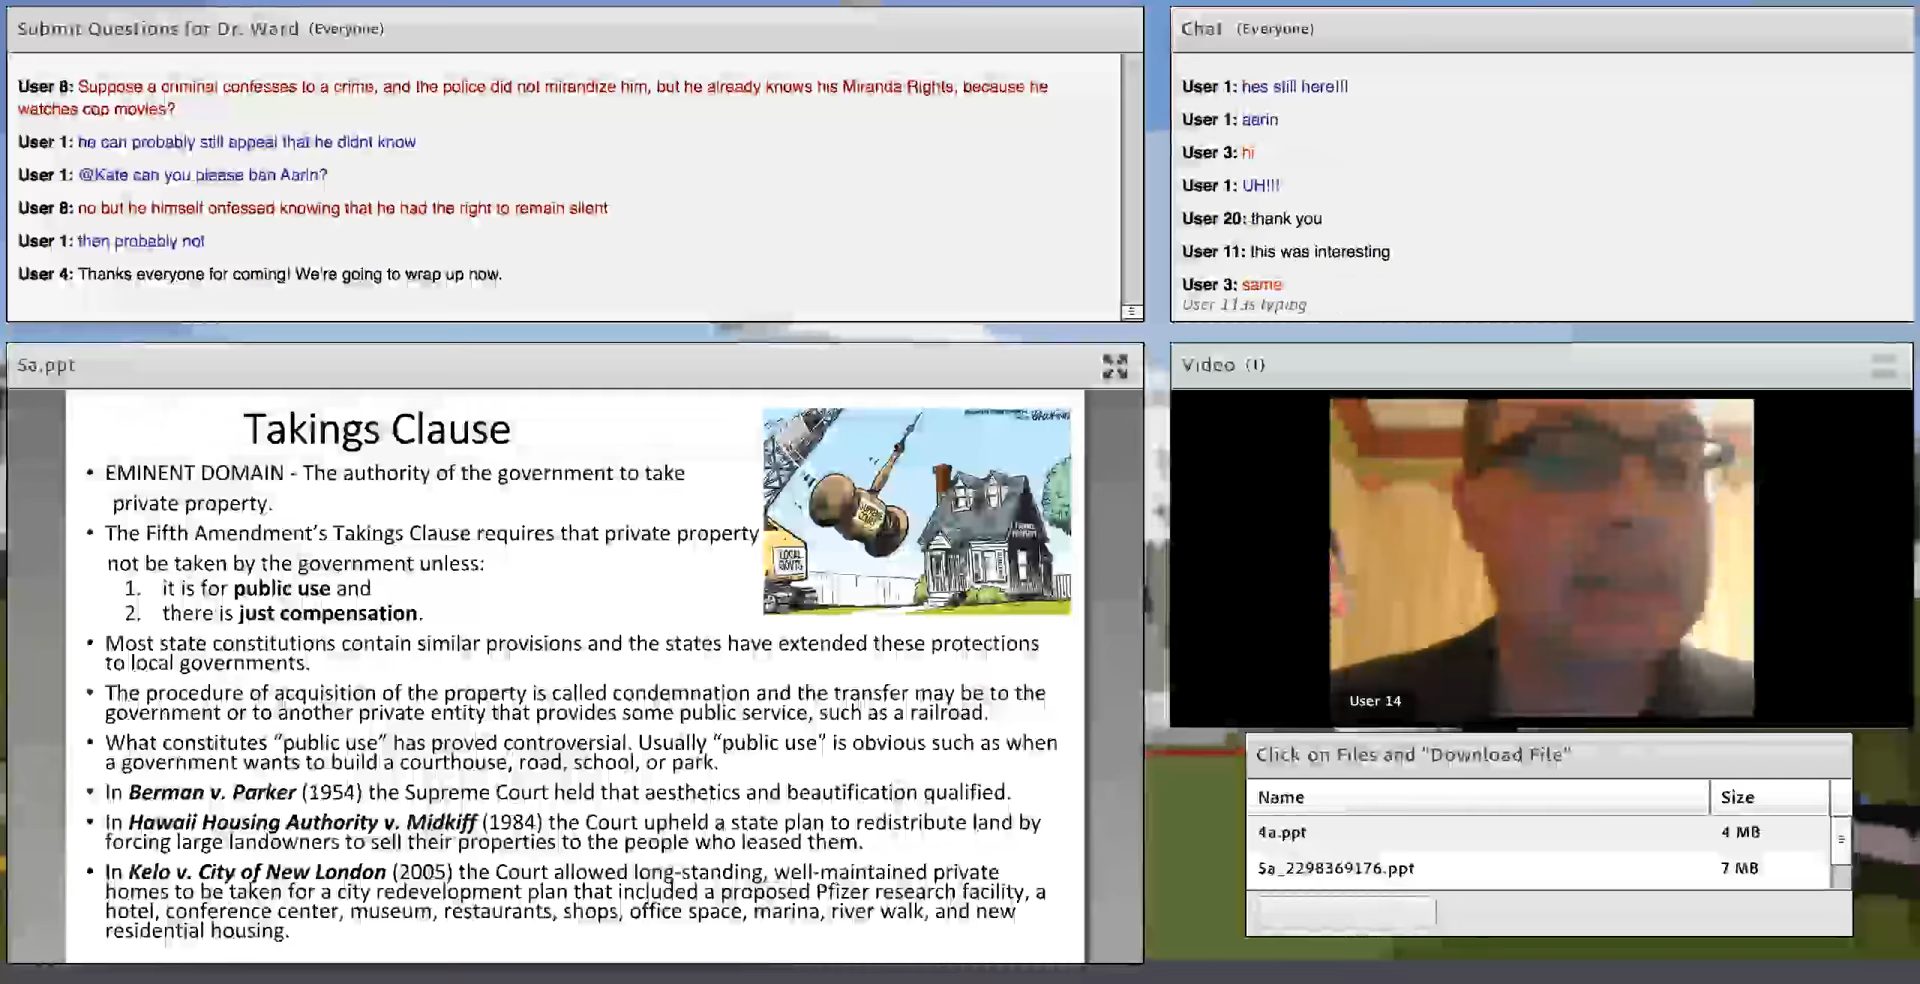 Submit Questions for Dr. Ward (Everyone)
User 8: Suppose a criminal confesses to a crime, and the police did not mirandize him, but he already knows his Miranda Rights, because he
watches cop movies?
User 1: he can probably still appeal that he didnt know
User 1: @Kate can you please ban Aarin?
User 8: no but he himself onfessed knowing that he had the right to remain silent
User 1: then probably not
User 4: Thanks everyone for coming! We're going to wrap up now.
Chat (Everyone)
User 1: hes still here!!!
User 1: aarin
User 3: hi
User 1: UH!!!
User 20: thank you
User 11: this was interesting
User 3: same
User 11 is typing
5a.ppt
Takings Clause
• EMINENT DOMAIN - The authority of the government to take
private property.
• The Fifth Amendment's Takings Clause requires that private property
not be taken by the government unless:
1. it is for public use and
2. there is just compensation.
• Most state constitutions contain similar provisions and the states have extended these protections
to local governments.
• The procedure of acquisition of the property is called condemnation and the transfer may be to the
government or to another private entity that provides some public service, such as a railroad.
• What constitutes “public use” has proved controversial. Usually “public use” is obvious such as when
a government wants to build a courthouse, road, school, or park.
• In Berman v. Parker (1954) the Supreme Court held that aesthetics and beautification qualified.
• In Hawaii Housing Authority v. Midkiff (1984) the Court upheld a state plan to redistribute land by
forcing large landowners to sell their properties to the people who leased them.
• In Kelo v. City of New London (2005) the Court allowed long-standing, well-maintained private
homes to be taken for a city redevelopment plan that included a proposed Pfizer research facility, a
hotel, conference center, museum, restaurants, shops, office space, marina, river walk, and new
residential housing.
LOCAL
GOVTS
Video (1)
User 14
Click on Files and "Download File"
Name Size
4a.ppt 4 MB
5a_2298369176.ppt 7 MB